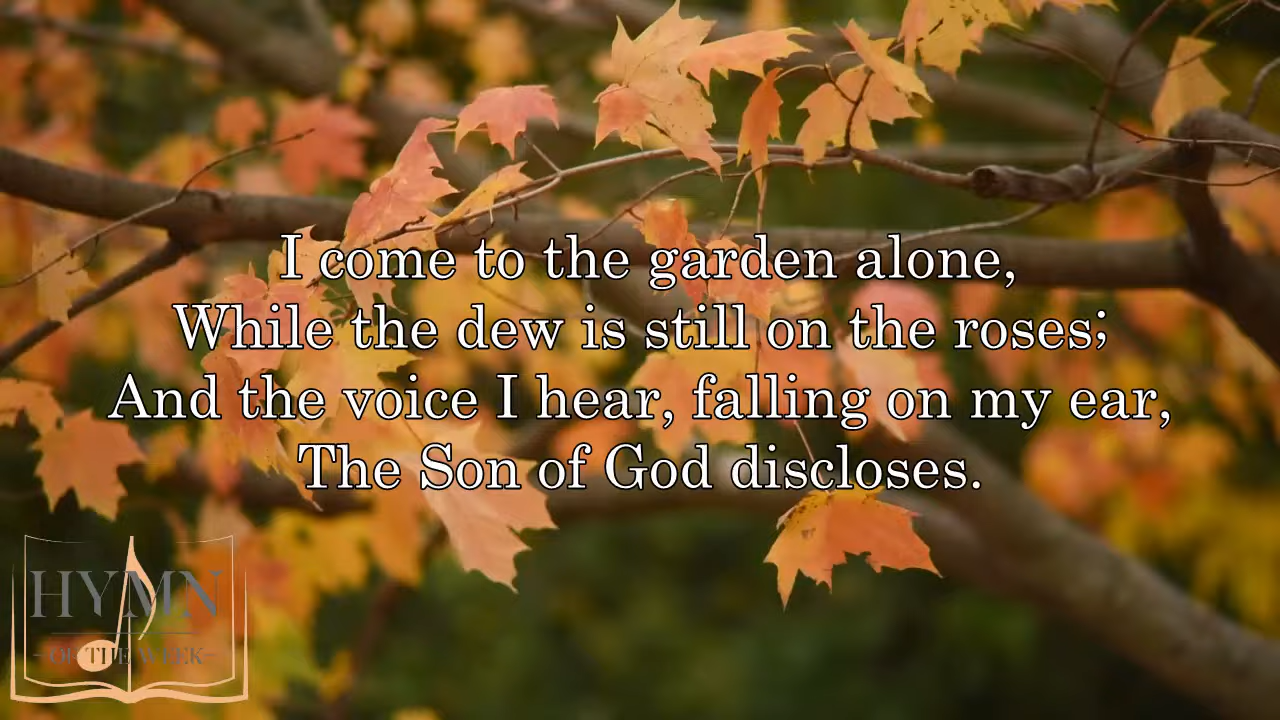 I come to the garden alone,
While the dew is still on the roses;
And the voice I hear, falling on my ear,
The Son of God discloses.
HYMN
OF THE WEEK